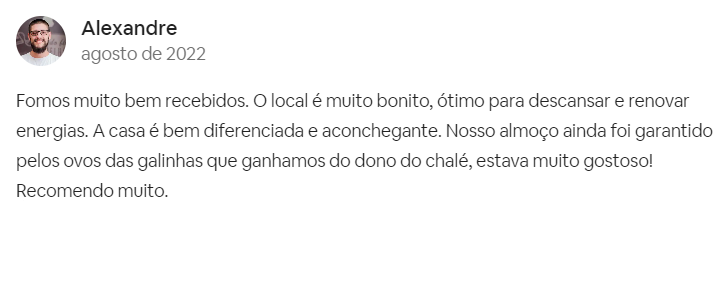 Alexandre
agosto de 2022
Fomos muito bem recebidos. O local é muito bonito, ótimo para descansar e renovar
energias. A casa é bem diferenciada e aconchegante. Nosso almoço ainda foi garantido
pelos ovos das galinhas que ganhamos do dono do chalé, estava muito gostoso!
Recomendo muito.